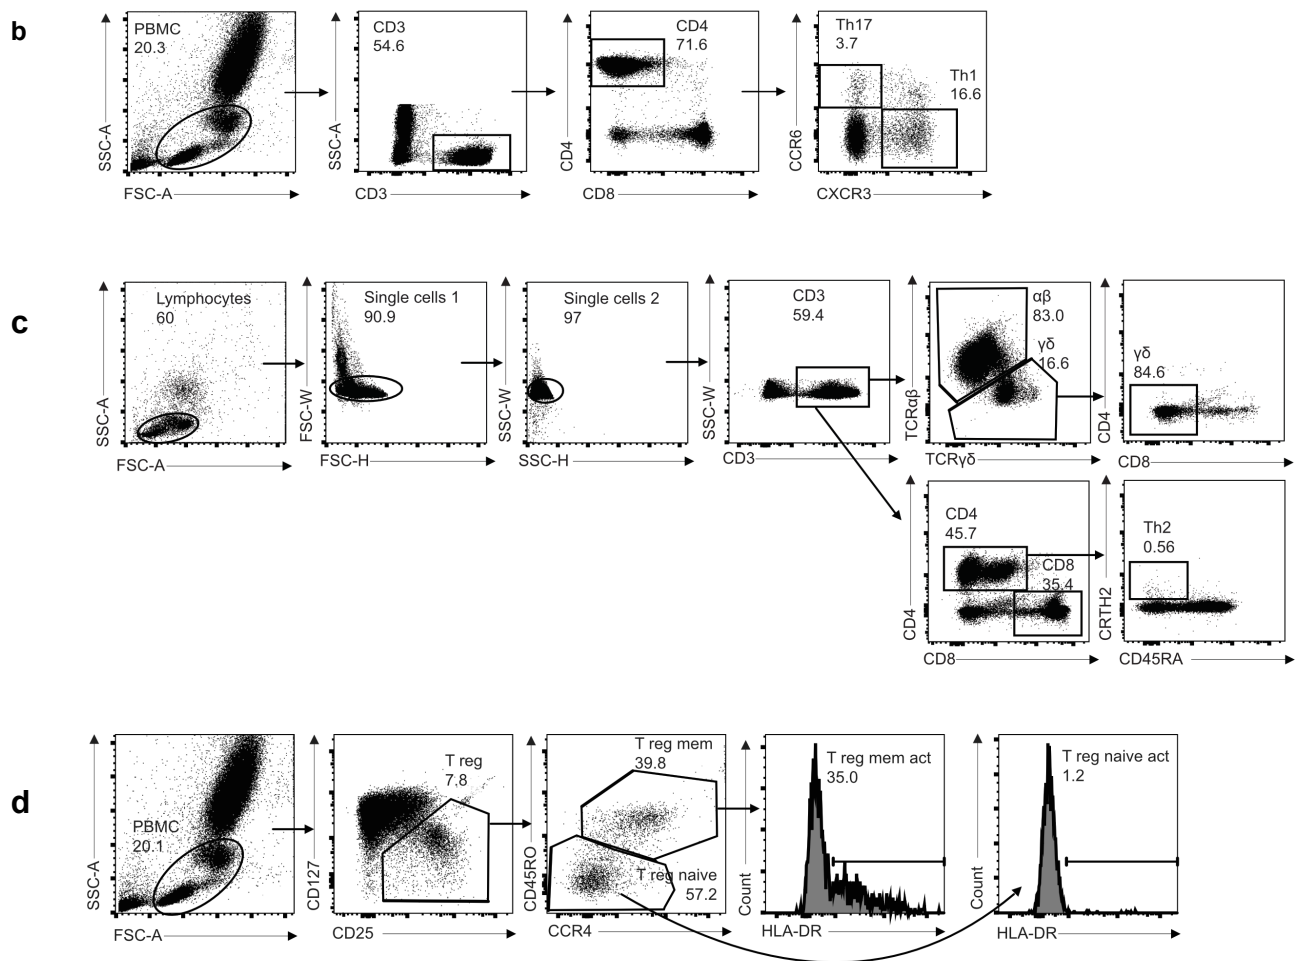 b
PBMC
20.3
SSC-A
FSC-A
CD3
54.6
SSC-A
CD3
CD4
71.6
CD4
CD8
Th17
3.7
Th1
16.6
CCR6
CXCR3
c
Lymphocytes
60
SSC-A
FSC-A
Single cells 1
90.9
FSC-W
FSC-H
Single cells 2
97
SSC-W
SSC-H
CD3
59.4
SSC-W
CD3
αβ
83.0
γδ
16.6
TCRαβ
TCRγδ
γδ
84.6
CD4
CD8
CD4
45.7
CD8
35.4
CD4
CD8
Th2
0.56
CRTH2
CD45RA
d
PBMC
20.1
SSC-A
FSC-A
T reg
7.8
CD127
CD25
T reg mem
39.8
T reg naive
57.2
CD45RO
CCR4
T reg mem act
35.0
Count
HLA-DR
T reg naive act
1.2
Count
HLA-DR